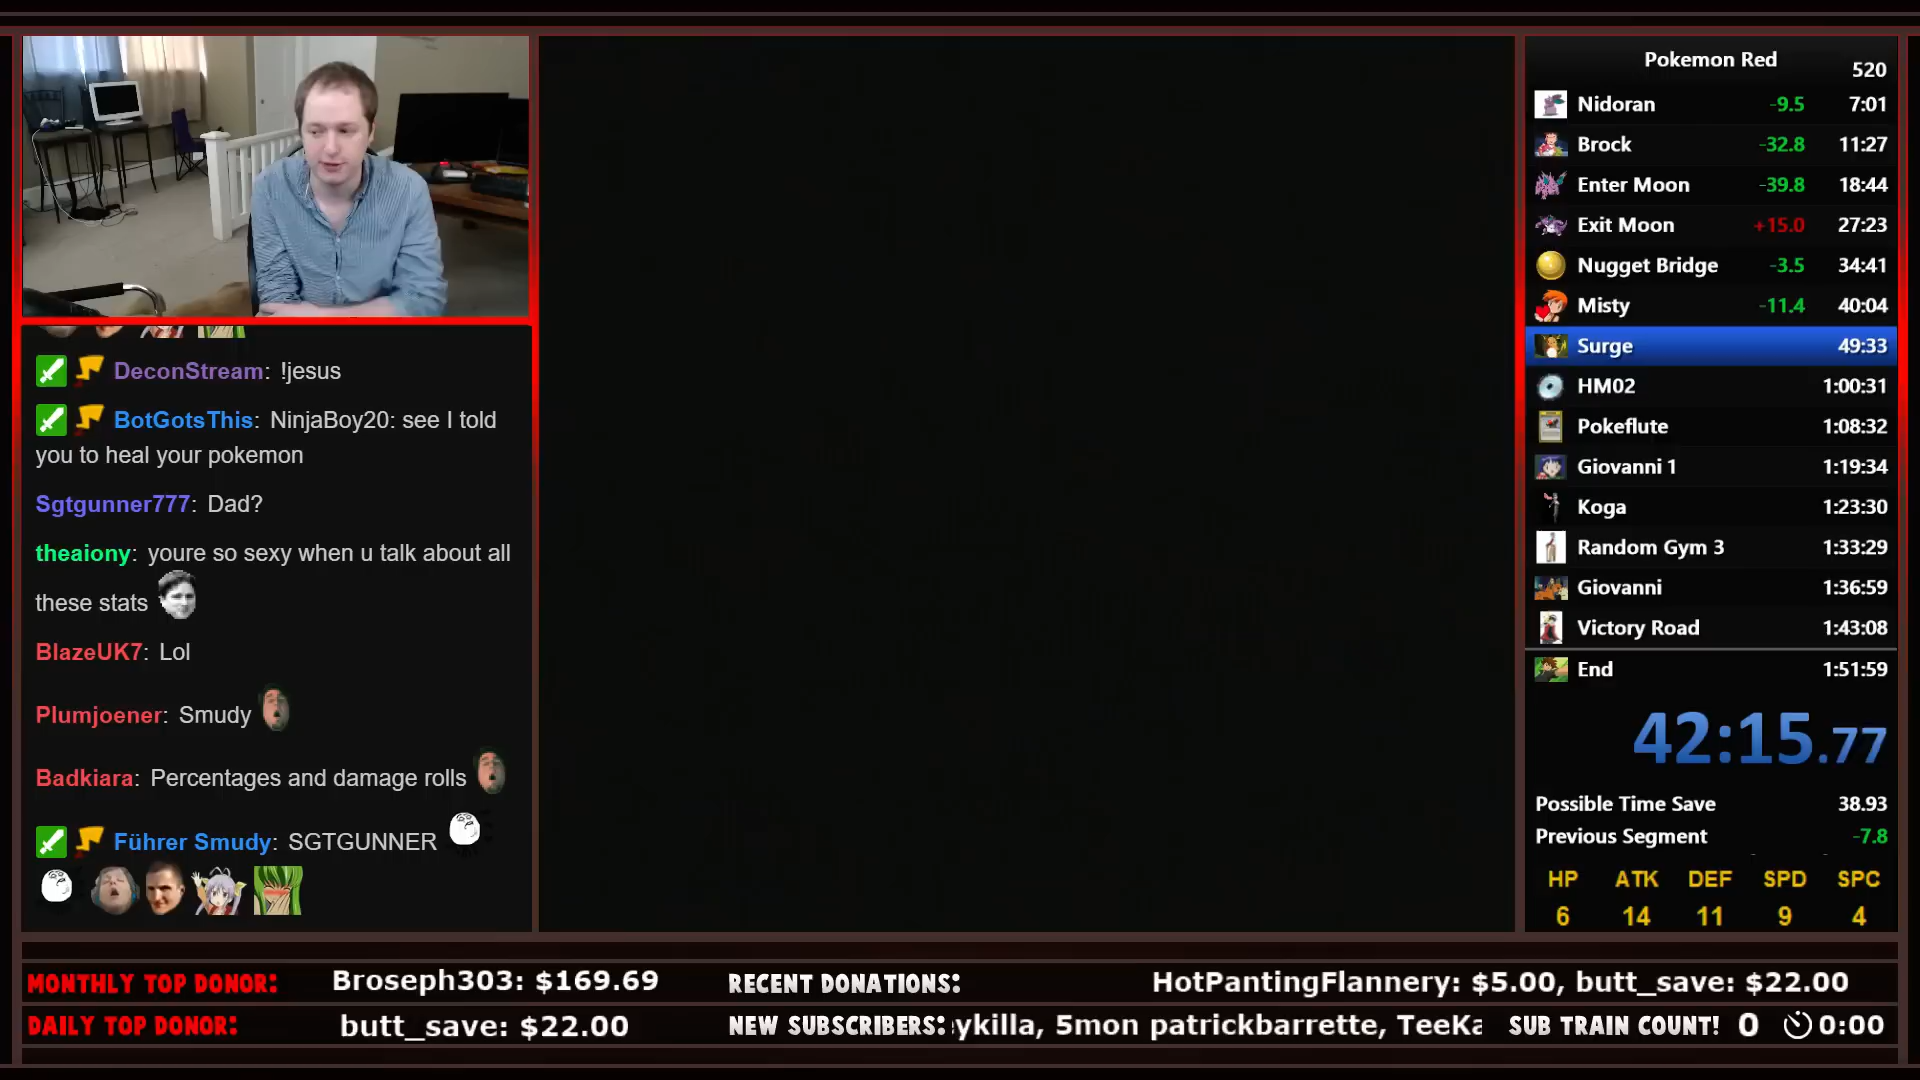 DeconStream: !jesus
BotGotsThis: NinjaBoy20: see I told
you to heal your pokemon
Sgtgunner777: Dad?
theaiony: youre so sexy when u talk about all
these stats
BlazeUK7: Lol
Plumjoener: Smudy
Badkiara: Percentages and damage rolls
Führer Smudy: SGTGUNNER
Pokemon Red
520
Nidoran -9.5 7:01
Brock -32.8 11:27
Enter Moon -39.8 18:44
Exit Moon +15.0 27:23
Nugget Bridge -3.5 34:41
Misty -11.4 40:04
Surge 49:33
HM02 1:00:31
Pokeflute 1:08:32
Giovanni 1 1:19:34
Koga 1:23:30
Random Gym 3 1:33:29
Giovanni 1:36:59
Victory Road 1:43:08
End 1:51:59
42:15.77
Possible Time Save 38.93
Previous Segment -7.8
HP ATK DEF SPD SPC
6 14 11 9 4
MONTHLY TOP DONOR: Broseph303: $169.69 RECENT DONATIONS: HotPantingFlannery: $5.00, butt_save: $22.00
DAILY TOP DONOR: butt_save: $22.00 NEW SUBSCRIBERS: ykilla, 5mon patrickbarrette, TeeKa SUB TRAIN COUNT! 0 0:00